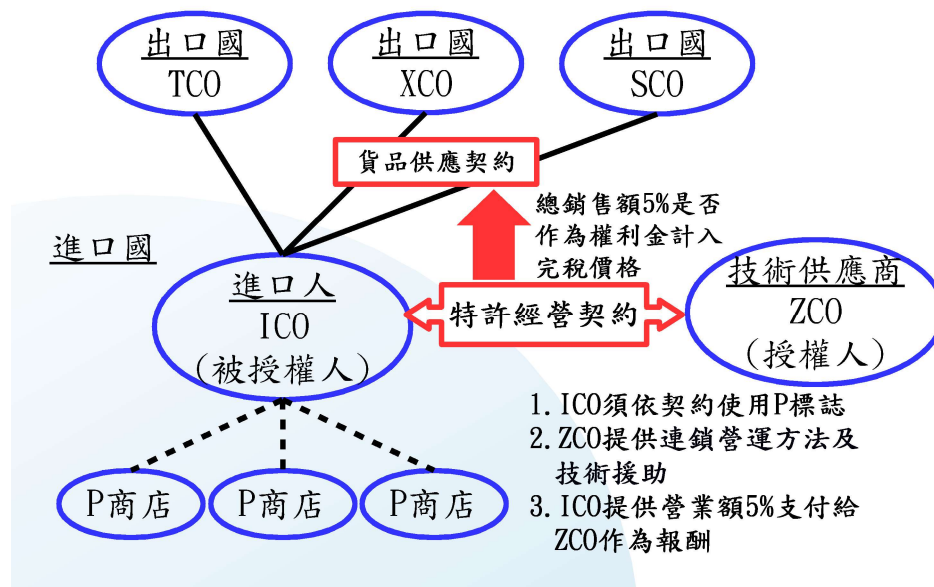 出口國
TCO
出口國
XCO
出口國
SCO
貨品供應契約
總銷售額5%是否
作為權利金計入
完稅價格
進口國
進口人
ICO
(被授權人)
特許經營契約
技術供應商
ZCO
(授權人)
1. ICO須依契約使用P標誌
2. ZCO提供連鎖營運方法及
技術援助
3. ICO提供營業額5%支付給
ZCO作為報酬
P商店
P商店
P商店